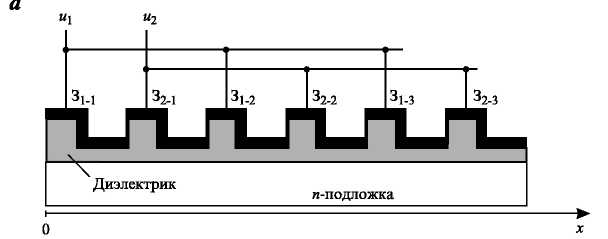 а
u1 u2
З1-1 З2-1 З1-2 З2-2 З1-3 З2-3
Диэлектрик
n-подложка
0 x